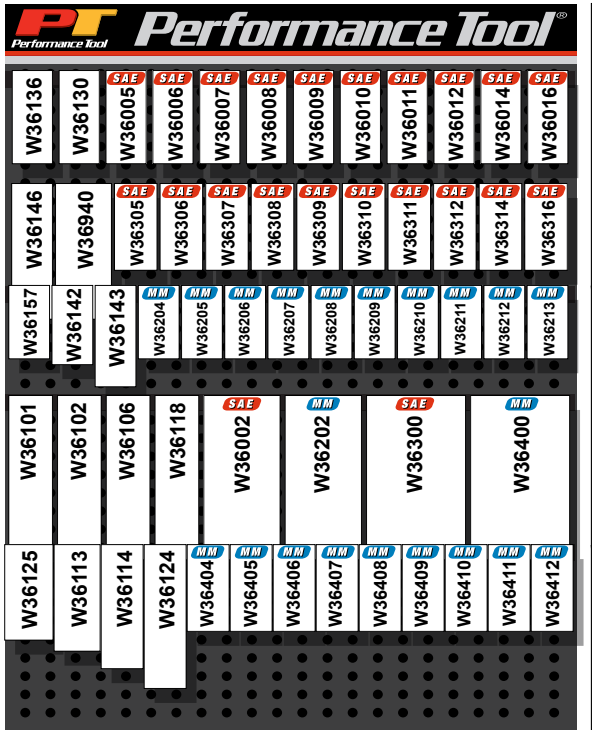 PT Performance Tool
Performance Tool®
SAE SAE SAE SAE SAE SAE SAE SAE SAE SAE
W36136 W36130 W36005 W36006 W36007 W36008 W36009 W36010 W36011 W36012 W36014 W36016
SAE SAE SAE SAE SAE SAE SAE SAE SAE SAE
W36146 W36940 W36305 W36306 W36307 W36308 W36309 W36310 W36311 W36312 W36314 W36316
MM MM MM MM MM MM MM MM MM MM
W36157 W36142 W36143 W36204 W36205 W36206 W36207 W36208 W36209 W36210 W36211 W36212 W36213
SAE MM SAE MM
W36101 W36102 W36106 W36118 W36002 W36202 W36300 W36400
MM MM MM MM MM MM MM MM MM
W36125 W36113 W36114 W36124 W36404 W36405 W36406 W36407 W36408 W36409 W36410 W36411 W36412